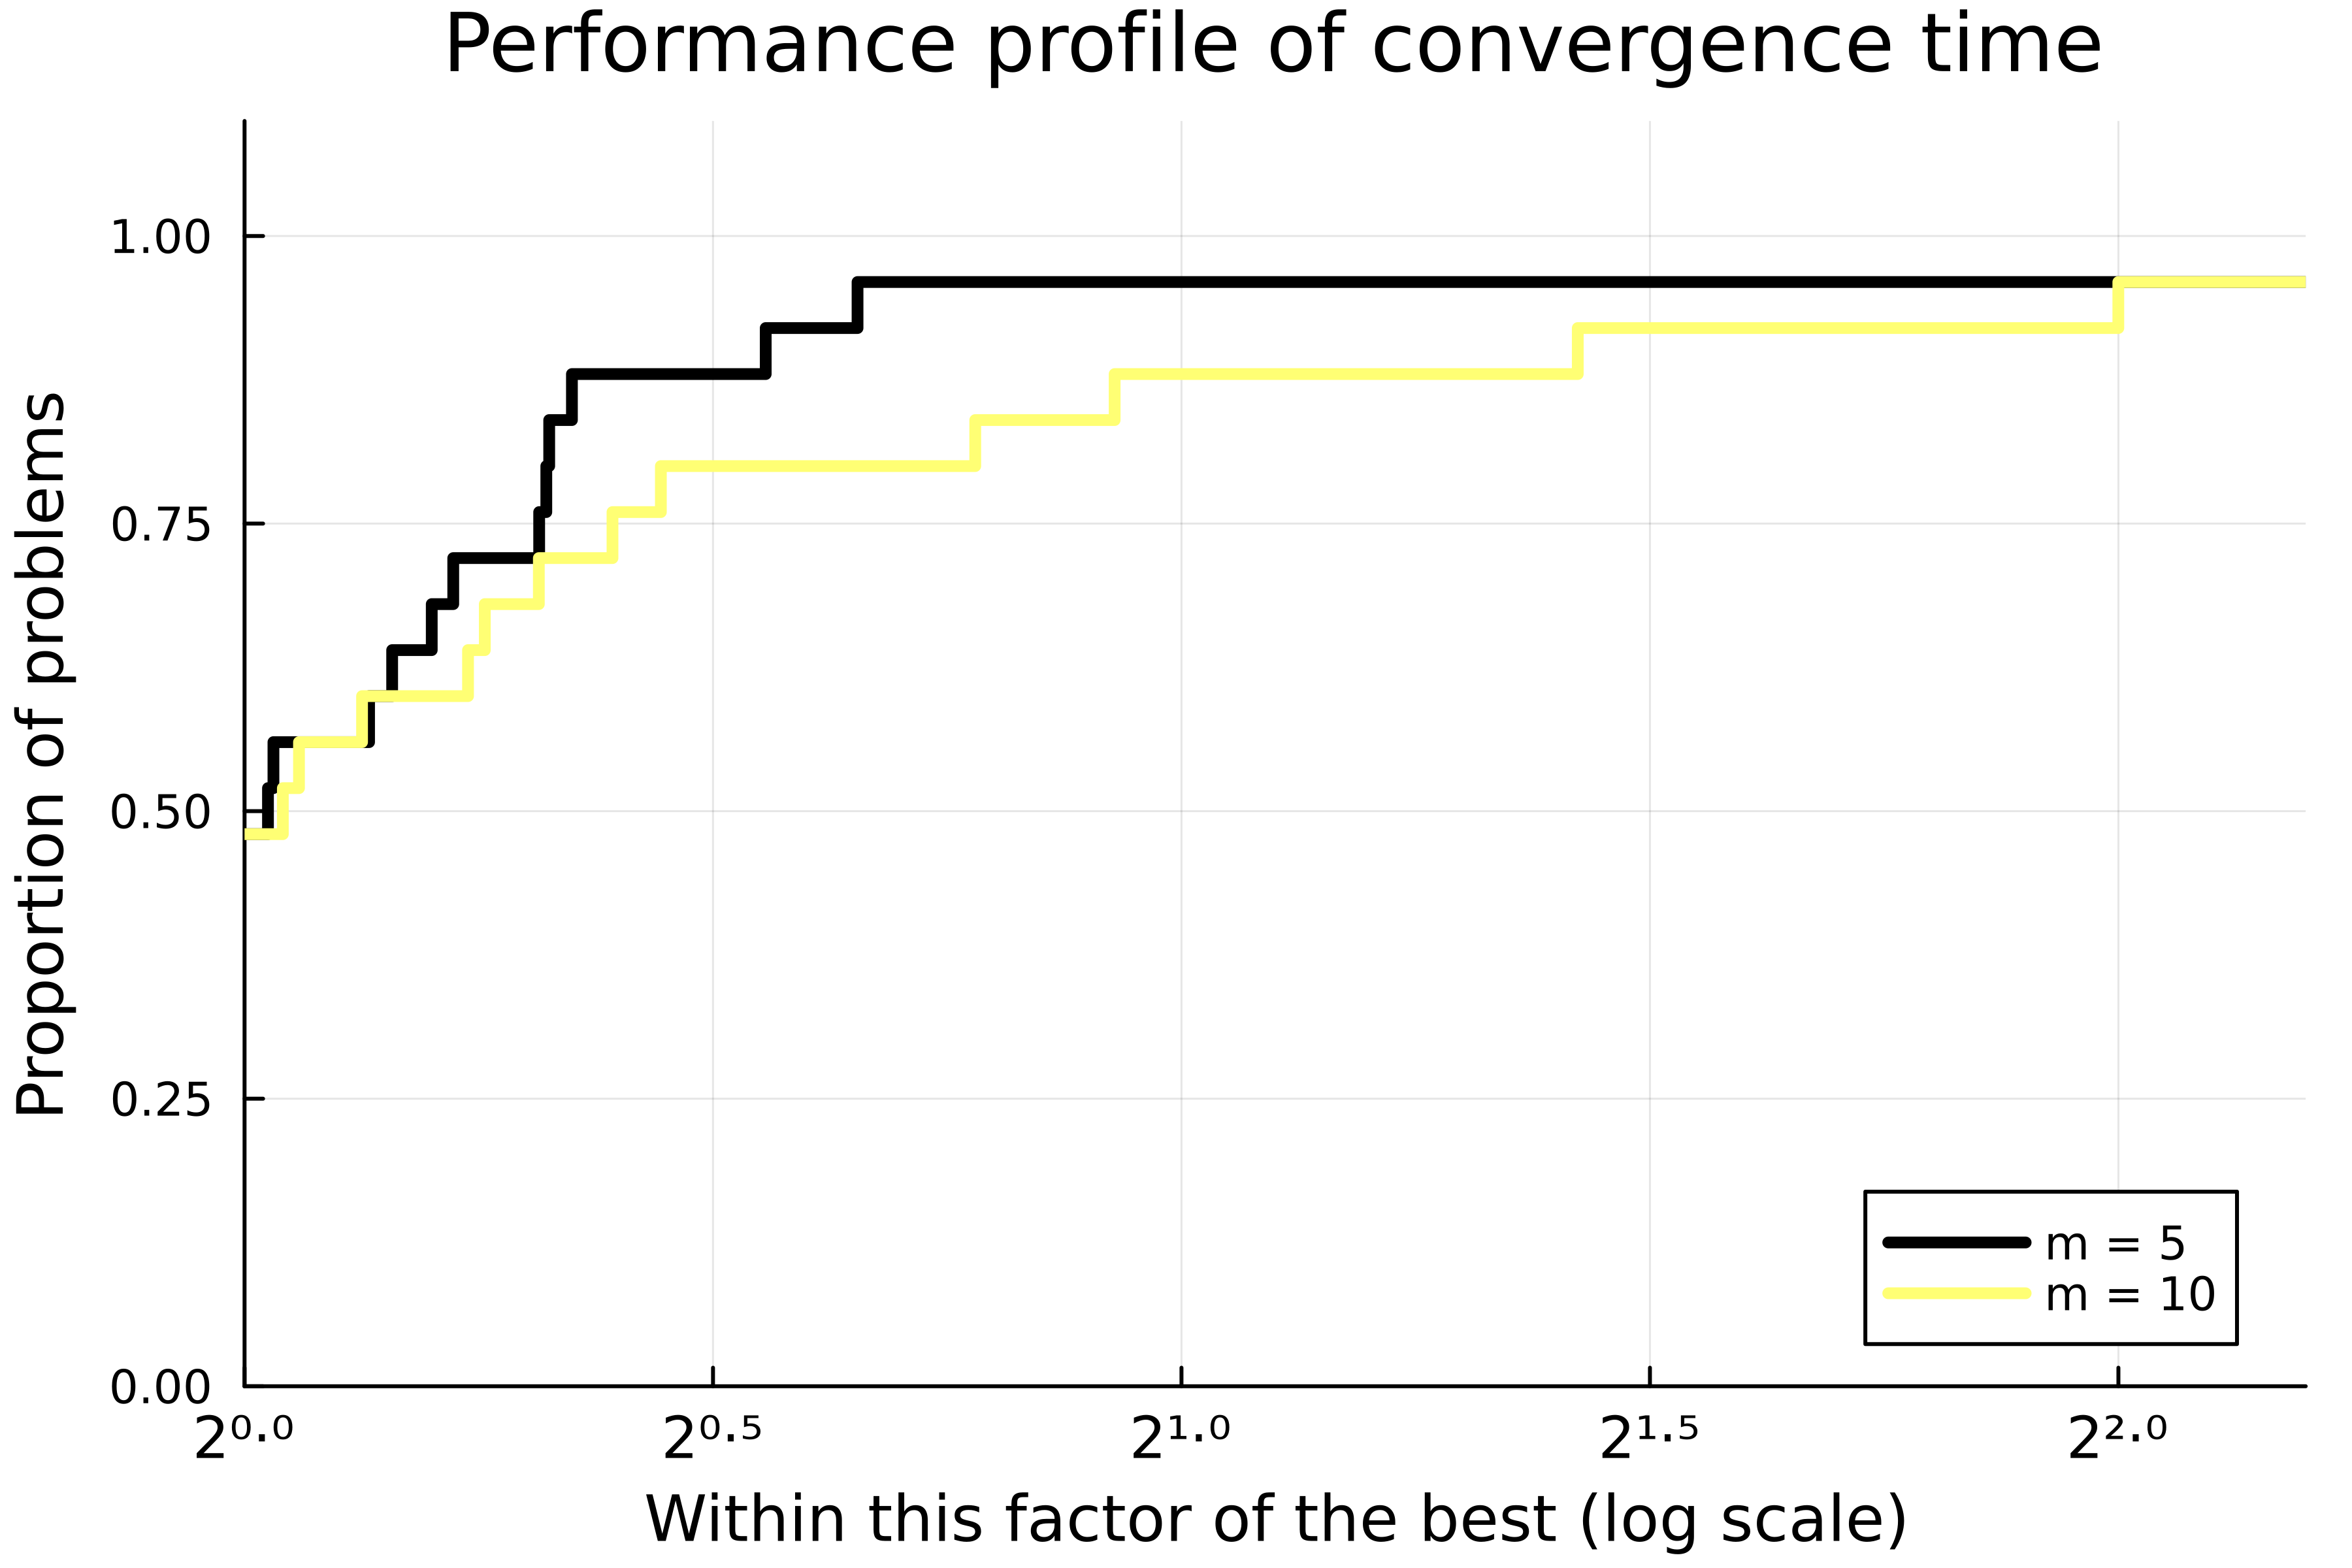 Performance profile of convergence time
Proportion of problems
1.00
0.75
0.50
0.25
0.00
2⁰·⁰
2⁰·⁵
2¹·⁰
2¹·⁵
2²·⁰
Within this factor of the best (log scale)
m = 5
m = 10